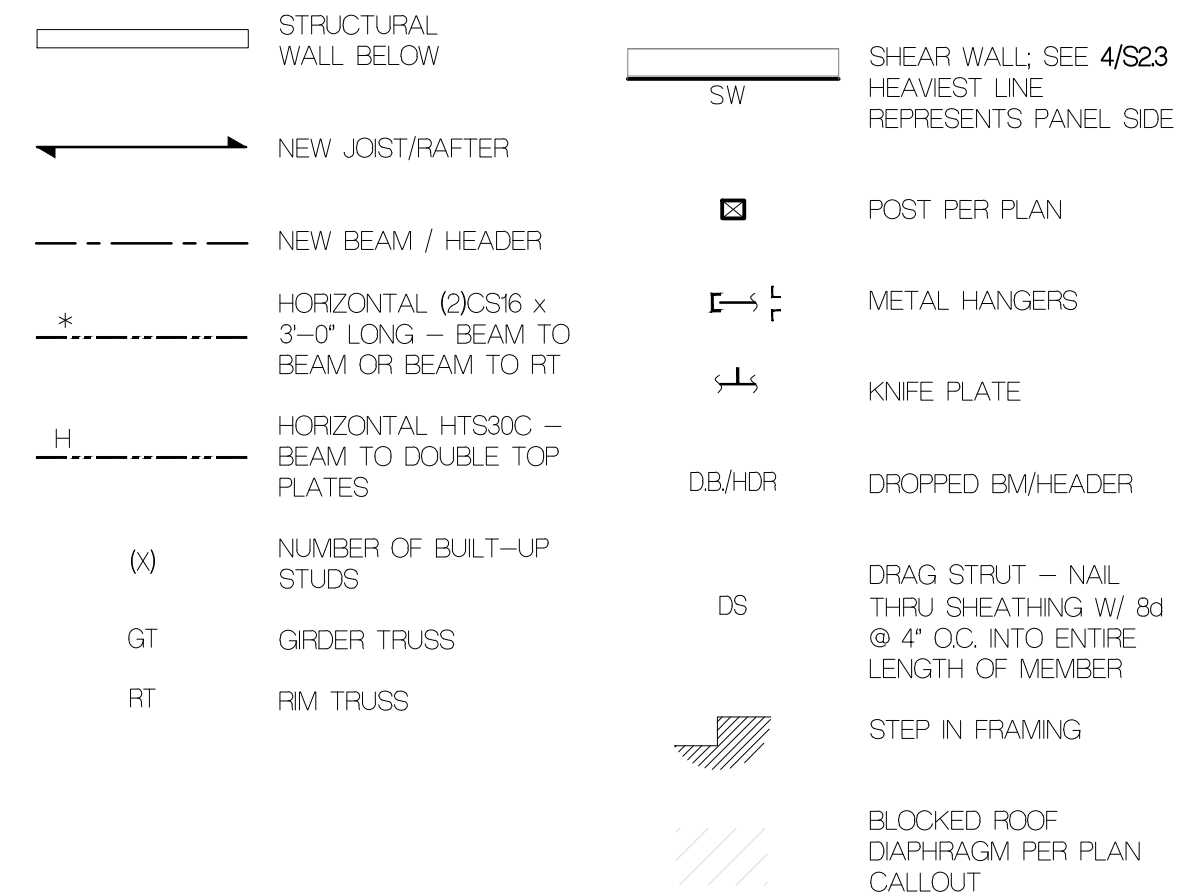 STRUCTURAL
WALL BELOW
NEW JOIST/RAFTER
NEW BEAM / HEADER
*
HORIZONTAL (2)CS16 x
3'-0" LONG - BEAM TO
BEAM OR BEAM TO RT
H
HORIZONTAL HTS30C -
BEAM TO DOUBLE TOP
PLATES
(X)
NUMBER OF BUILT-UP
STUDS
GT
GIRDER TRUSS
RT
RIM TRUSS
SW
SHEAR WALL; SEE 4/S2.3
HEAVIEST LINE
REPRESENTS PANEL SIDE
POST PER PLAN
METAL HANGERS
KNIFE PLATE
D.B./HDR
DROPPED BM/HEADER
DS
DRAG STRUT - NAIL
THRU SHEATHING W/ 8d
@ 4" O.C. INTO ENTIRE
LENGTH OF MEMBER
STEP IN FRAMING
BLOCKED ROOF
DIAPHRAGM PER PLAN
CALLOUT